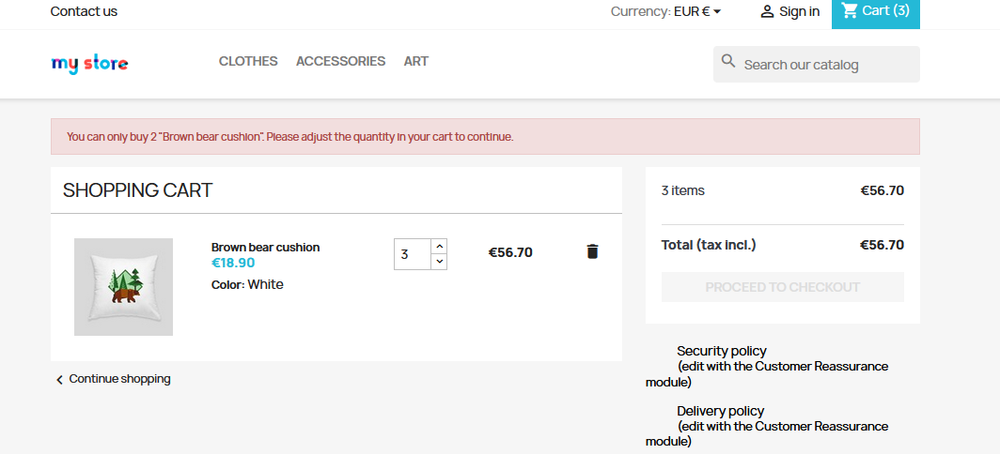 Contact us
Currency: EUR €
Sign in
Cart (3)
my store
CLOTHES
ACCESSORIES
ART
Search our catalog
You can only buy 2 "Brown bear cushion". Please adjust the quantity in your cart to continue.
SHOPPING CART
Brown bear cushion
€18.90
Color: White
3
€56.70
Continue shopping
3 items €56.70
Total (tax incl.) €56.70
PROCEED TO CHECKOUT
Security policy
(edit with the Customer Reassurance
module)
Delivery policy
(edit with the Customer Reassurance
module)